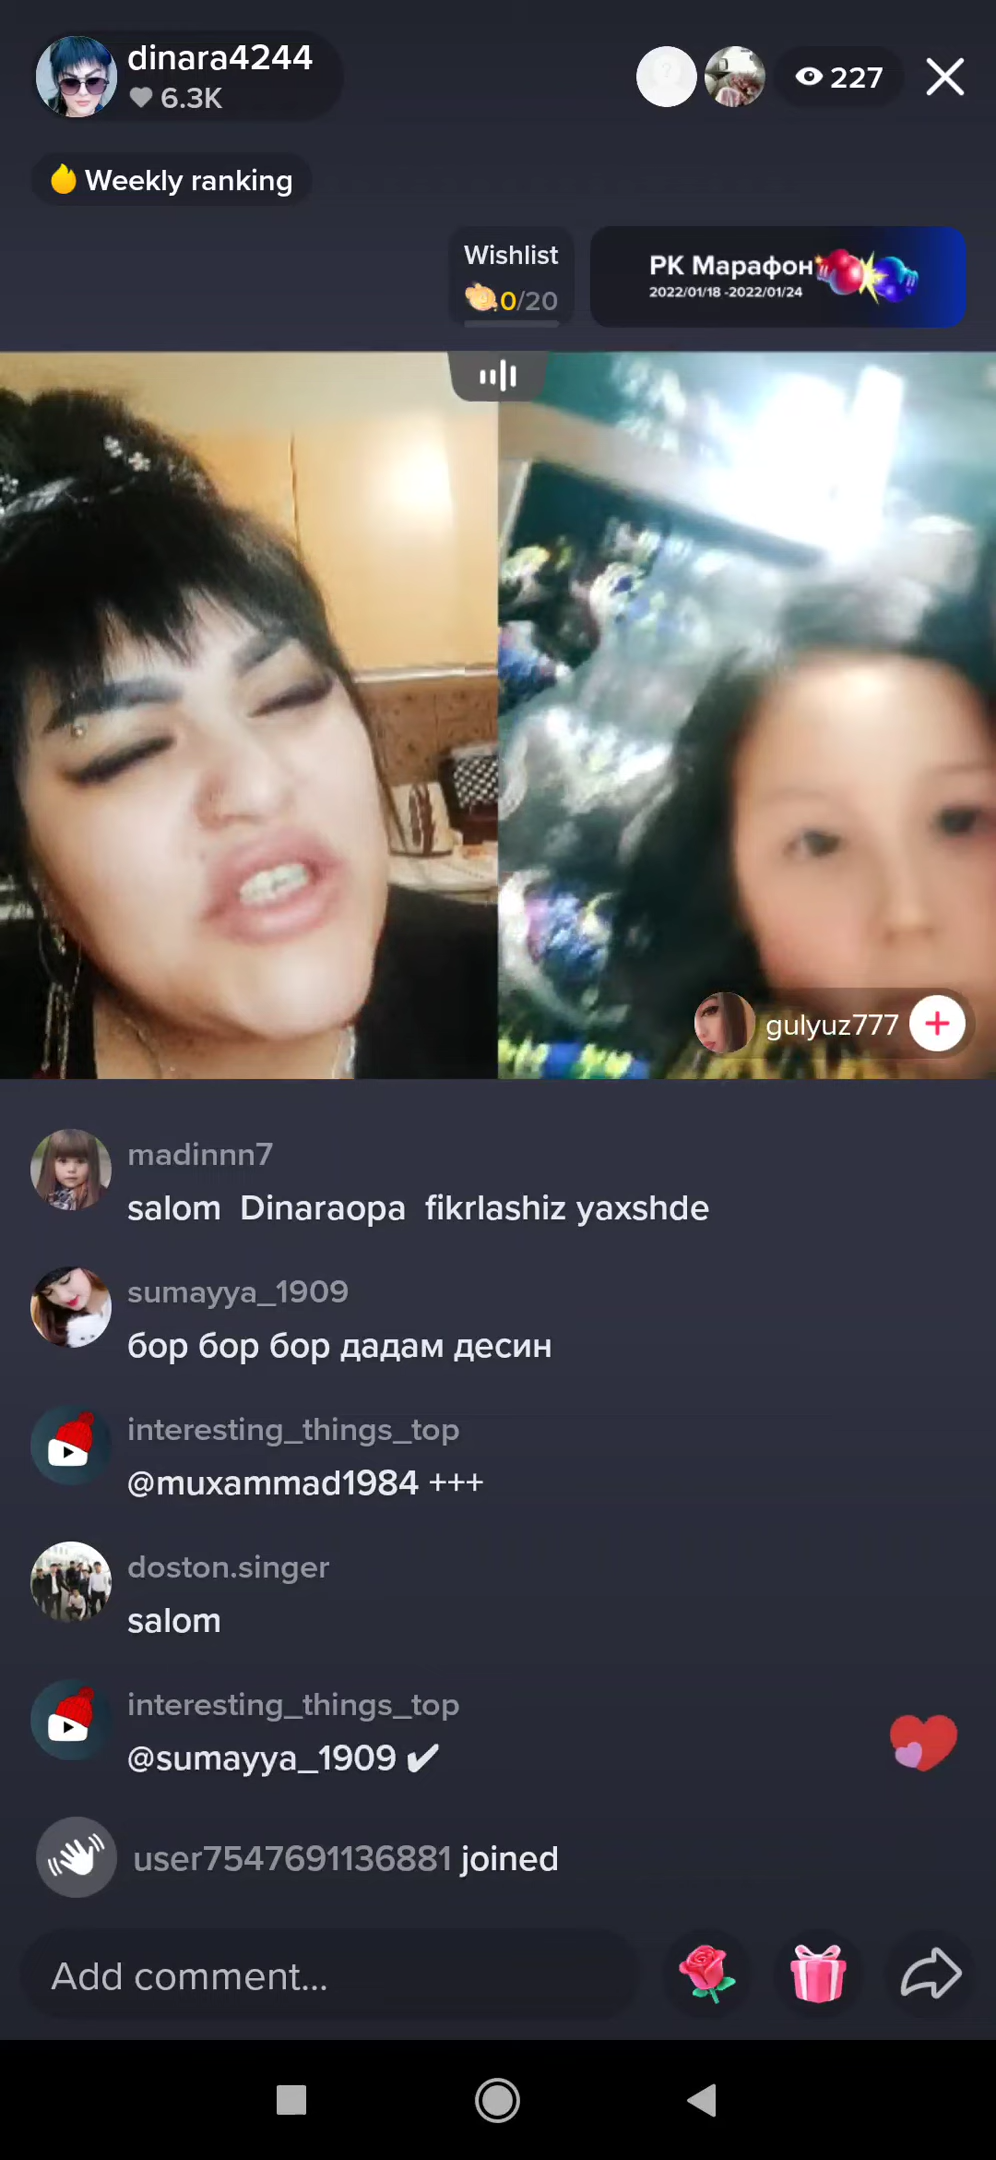 dinara4244
6.3K
227
Weekly ranking
Wishlist
0/20
PK Марафон
2022/01/18 -2022/01/24
gulyuz777
madinnn7
salom Dinaraopa fikrlashiz yaxshde
sumayya_1909
бор бор бор дадам десин
interesting_things_top
@muxammad1984 +++
doston.singer
salom
interesting_things_top
@sumayya_1909 ✔
user7547691136881 joined
Add comment...